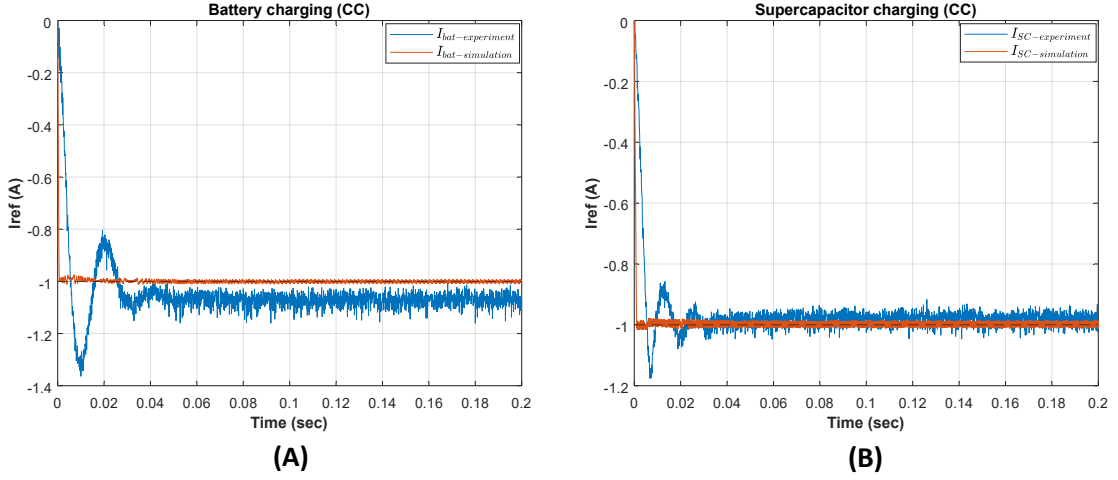 Battery charging (CC)
I_bat−experiment
I_bat−simulation
0
-0.2
-0.4
-0.6
-0.8
-1
-1.2
-1.4
Iref (A)
0 0.02 0.04 0.06 0.08 0.1 0.12 0.14 0.16 0.18 0.2
Time (sec)
(A)
Supercapacitor charging (CC)
I_SC−experiment
I_SC−simulation
0
-0.2
-0.4
-0.6
-0.8
-1
-1.2
Iref (A)
0 0.02 0.04 0.06 0.08 0.1 0.12 0.14 0.16 0.18 0.2
Time (sec)
(B)